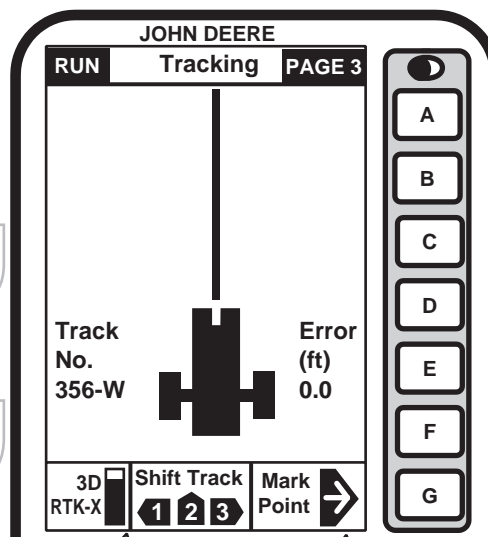 JOHN DEERE
RUN Tracking PAGE 3
Track
No.
356-W
Error
(ft)
0.0
3D
RTK-X
Shift Track
1 2 3
Mark
Point
A
B
C
D
E
F
G